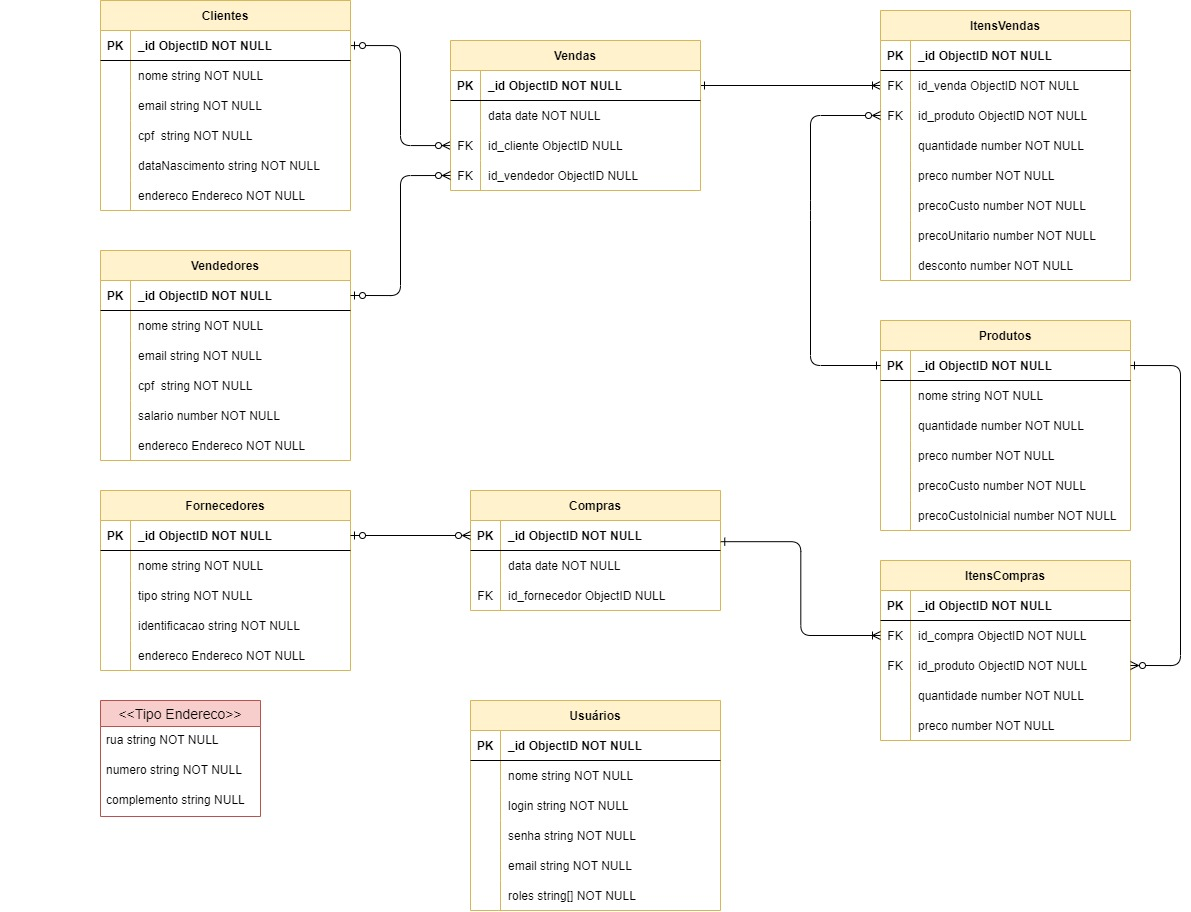 Clientes
PK _id ObjectID NOT NULL
nome string NOT NULL
email string NOT NULL
cpf  string NOT NULL
dataNascimento string NOT NULL
endereco Endereco NOT NULL
Vendas
PK _id ObjectID NOT NULL
data date NOT NULL
FK id_cliente ObjectID NULL
FK id_vendedor ObjectID NULL
ItensVendas
PK _id ObjectID NOT NULL
FK id_venda ObjectID NOT NULL
FK id_produto ObjectID NOT NULL
quantidade number NOT NULL
preco number NOT NULL
precoCusto number NOT NULL
precoUnitario number NOT NULL
desconto number NOT NULL
Vendedores
PK _id ObjectID NOT NULL
nome string NOT NULL
email string NOT NULL
cpf  string NOT NULL
salario number NOT NULL
endereco Endereco NOT NULL
Produtos
PK _id ObjectID NOT NULL
nome string NOT NULL
quantidade number NOT NULL
preco number NOT NULL
precoCusto number NOT NULL
precoCustoInicial number NOT NULL
Fornecedores
PK _id ObjectID NOT NULL
nome string NOT NULL
tipo string NOT NULL
identificacao string NOT NULL
endereco Endereco NOT NULL
Compras
PK _id ObjectID NOT NULL
data date NOT NULL
FK id_fornecedor ObjectID NULL
ItensCompras
PK _id ObjectID NOT NULL
FK id_compra ObjectID NOT NULL
FK id_produto ObjectID NOT NULL
quantidade number NOT NULL
preco number NOT NULL
<<Tipo Endereco>>
rua string NOT NULL
numero string NOT NULL
complemento string NULL
Usuários
PK _id ObjectID NOT NULL
nome string NOT NULL
login string NOT NULL
senha string NOT NULL
email string NOT NULL
roles string[] NOT NULL